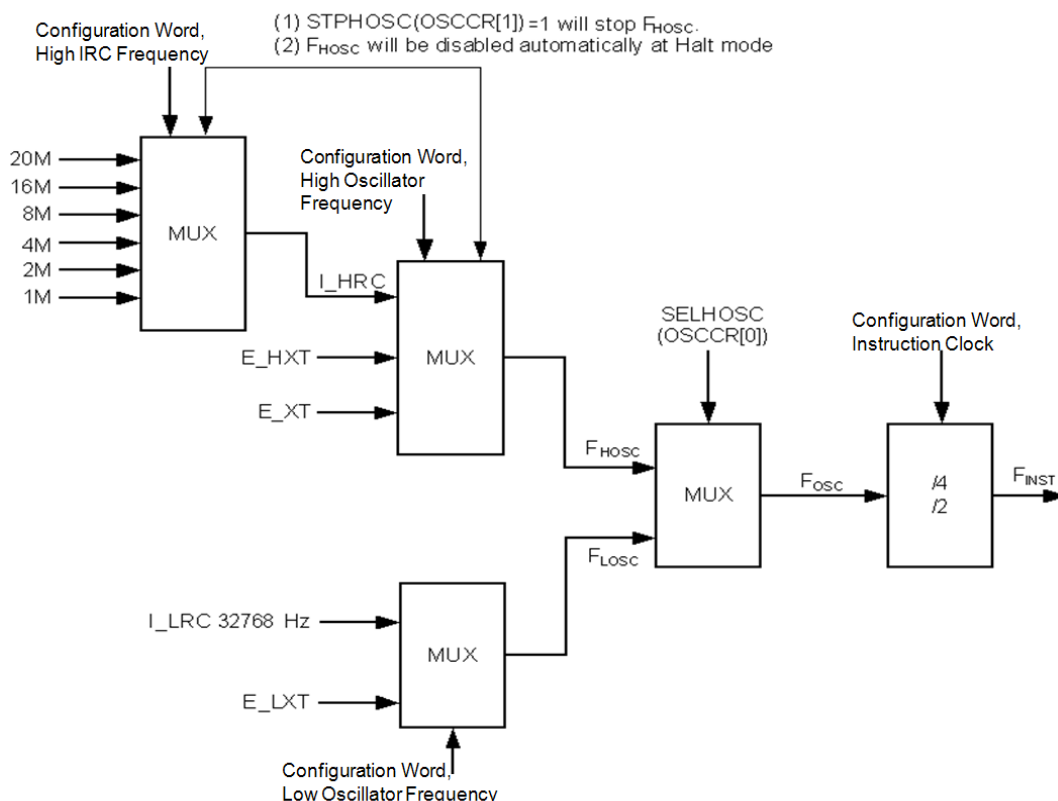 (1) STPHOSC(OSCCR[1])=1 will stop FHOSC.
(2) FHOSC will be disabled automatically at Halt mode
Configuration Word,
High IRC Frequency
20M
16M
8M
4M
2M
1M
MUX
Configuration Word,
High Oscillator
Frequency
I_HRC
E_HXT
E_XT
MUX
SELHOSC
(OSCCR[0])
Configuration Word,
Instruction Clock
FHOSC
MUX
FOSC
/4
/2
FINST
FLOSC
I_LRC 32768 Hz
E_LXT
MUX
Configuration Word,
Low Oscillator Frequency